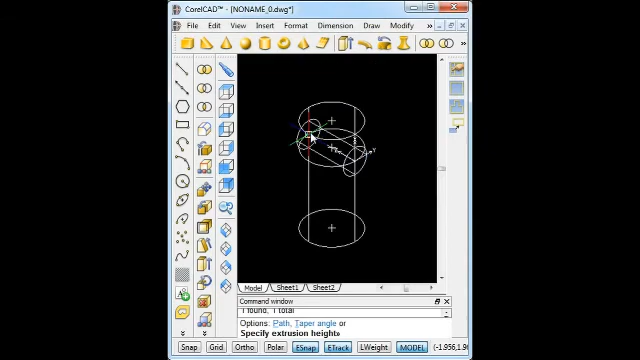 CorelCAD™ - [NONAME_0.dwg*]
File Edit View Insert Format Dimension Draw Modify
Model Sheet1 Sheet2
Command window
1 found, 1 total
Options: Path, Taper angle or
Specify extrusion height»
Snap Grid Ortho Polar ESnap ETrack LWeight MODEL